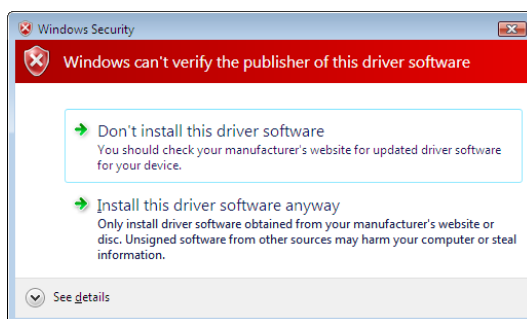 Windows Security
Windows can't verify the publisher of this driver software
Don't install this driver software
You should check your manufacturer's website for updated driver software
for your device.
Install this driver software anyway
Only install driver software obtained from your manufacturer's website or
disc. Unsigned software from other sources may harm your computer or steal
information.
See details